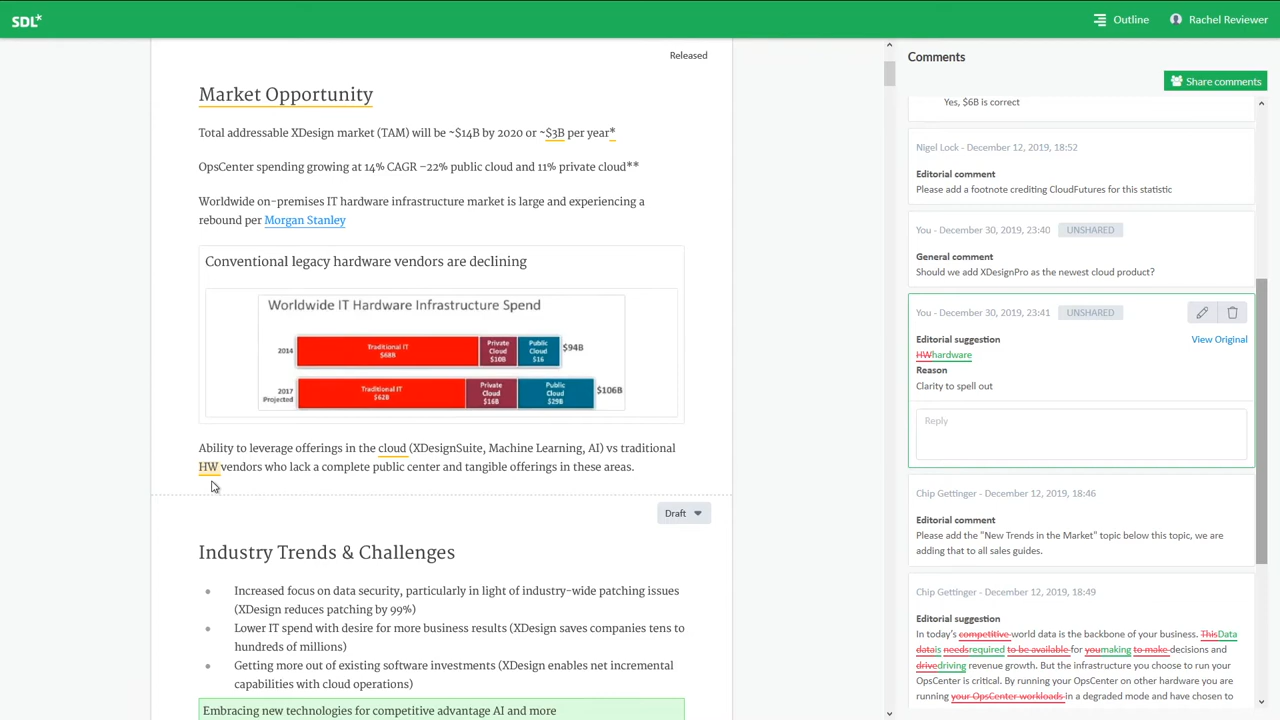 SDL*
Outline
Rachel Reviewer
Released
Market Opportunity
Total addressable XDesign market (TAM) will be ~$14B by 2020 or ~$3B per year*
OpsCenter spending growing at 14% CAGR –22% public cloud and 11% private cloud**
Worldwide on-premises IT hardware infrastructure market is large and experiencing a
rebound per Morgan Stanley
Conventional legacy hardware vendors are declining
Worldwide IT Hardware Infrastructure Spend
2014
Traditional IT
$68B
Private
Cloud
$10B
Public
Cloud
$16
$94B
2017
Projected
Traditional IT
$62B
Private
Cloud
$16B
Public
Cloud
$29B
$106B
Ability to leverage offerings in the cloud (XDesignSuite, Machine Learning, AI) vs traditional
HW vendors who lack a complete public center and tangible offerings in these areas.
Draft
Industry Trends & Challenges
Increased focus on data security, particularly in light of industry-wide patching issues
(XDesign reduces patching by 99%)
Lower IT spend with desire for more business results (XDesign saves companies tens to
hundreds of millions)
Getting more out of existing software investments (XDesign enables net incremental
capabilities with cloud operations)
Embracing new technologies for competitive advantage AI and more
Comments
Share comments
Yes, $6B is correct
Nigel Lock - December 12, 2019, 18:52
Editorial comment
Please add a footnote crediting CloudFutures for this statistic
You - December 30, 2019, 23:40 UNSHARED
General comment
Should we add XDesignPro as the newest cloud product?
You - December 30, 2019, 23:41 UNSHARED
Editorial suggestion
View Original
HWhardware
Reason
Clarity to spell out
Reply
Chip Gettinger - December 12, 2019, 18:46
Editorial comment
Please add the "New Trends in the Market" topic below this topic, we are
adding that to all sales guides.
Chip Gettinger - December 12, 2019, 18:49
Editorial suggestion
In today's competitive world data is the backbone of your business. ThisData
datais needsrequired to be available for youmaking to make decisions and
drivedriving revenue growth. But the infrastructure you choose to run your
OpsCenter is critical. By running your OpsCenter on other hardware you are
running your OpsCenter workloads in a degraded mode and have chosen to